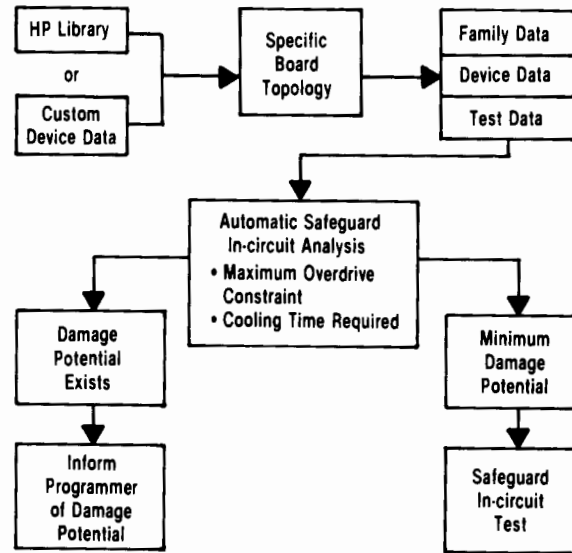 HP Library
or
Custom
Device Data
Specific
Board
Topology
Family Data
Device Data
Test Data
Automatic Safeguard
In-circuit Analysis
• Maximum Overdrive
Constraint
• Cooling Time Required
Damage
Potential
Exists
Minimum
Damage
Potential
Inform
Programmer
of Damage
Potential
Safeguard
In-circuit
Test